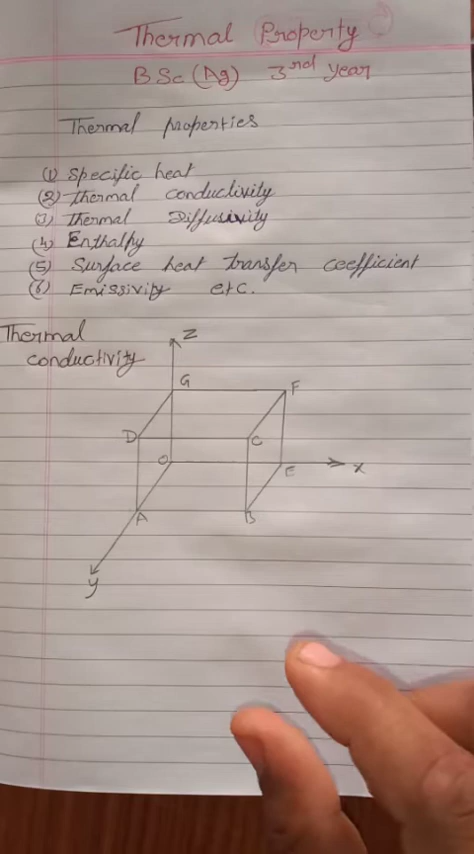 Thermal Property
BSc (Ag) 3rd year
Thermal properties
(1) Specific heat
(2) Thermal conductivity
(3) Thermal Diffusivity
(4) Enthalpy
(5) Surface heat transfer coefficient
(6) Emissivity etc.
Thermal
conductivity
Z
G
F
D
C
O
E
x
A
B
y